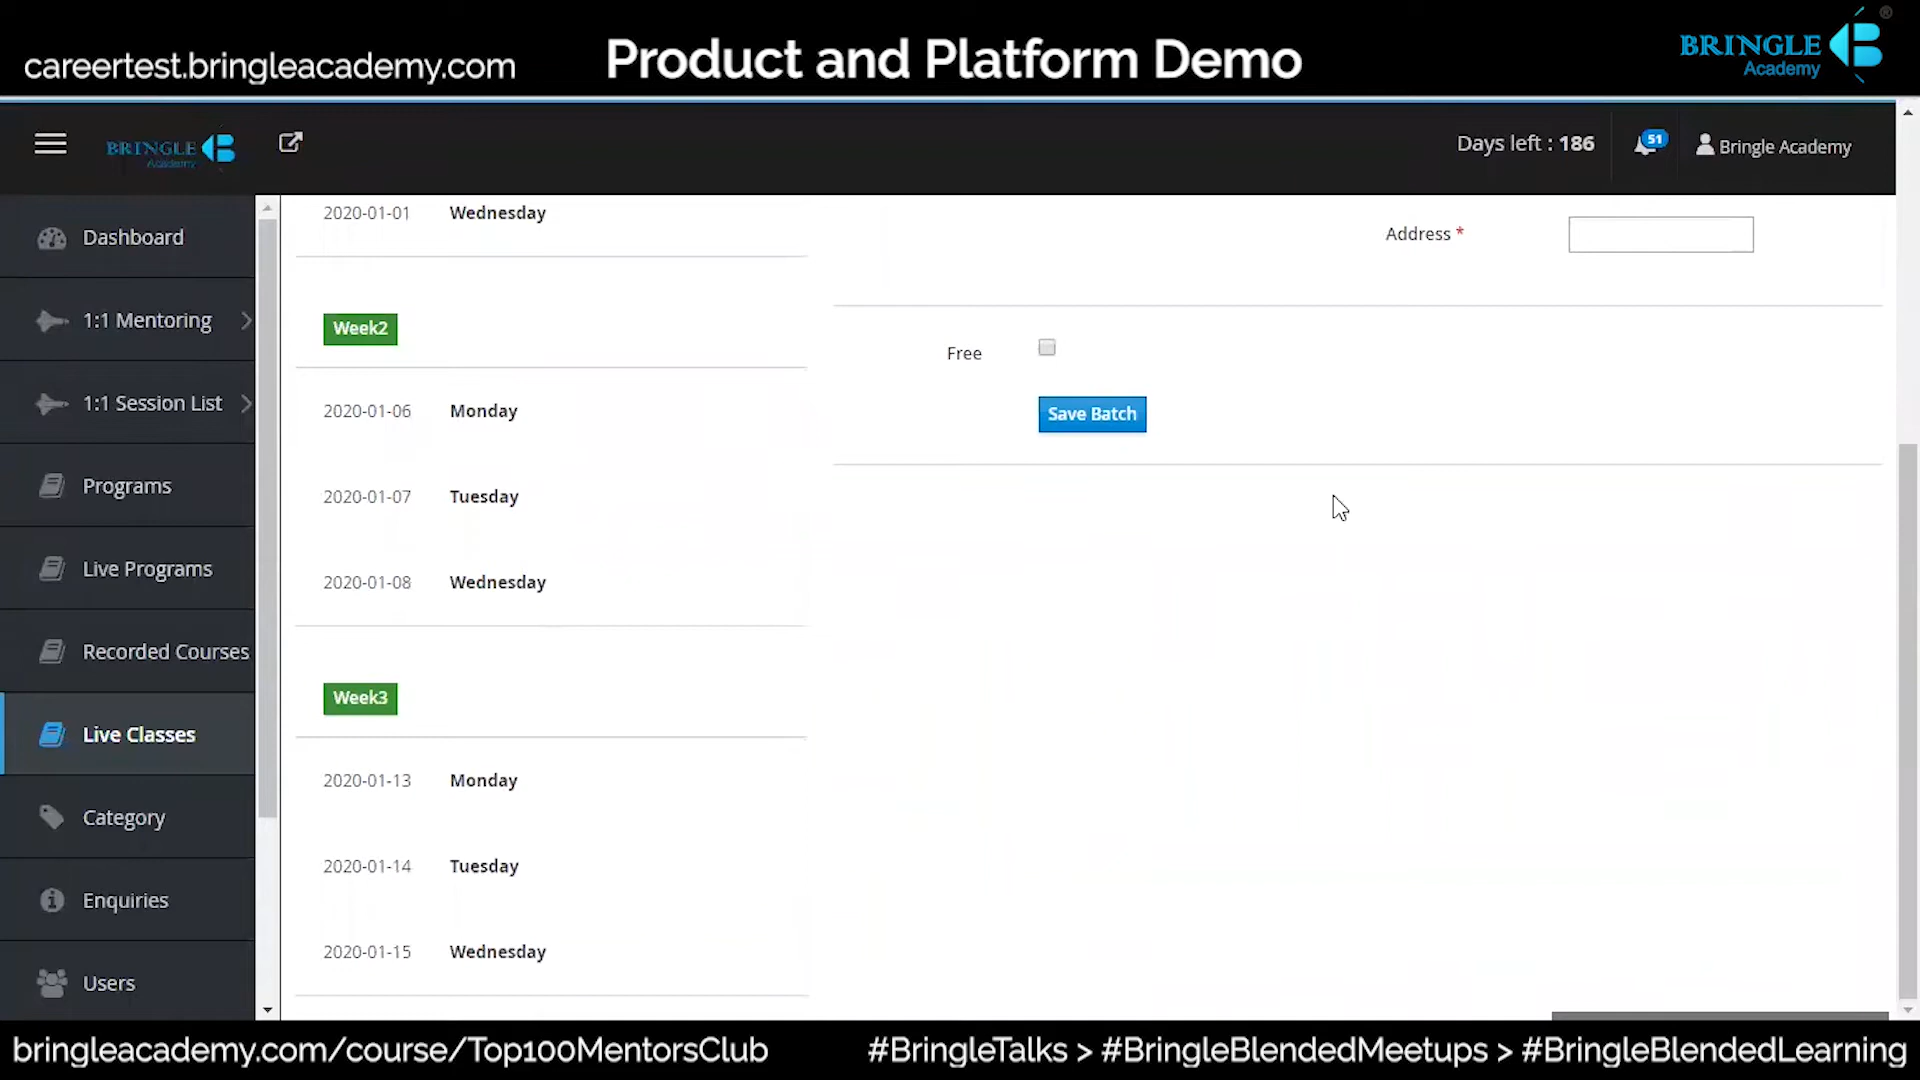 careertest.bringleacademy.com
Product and Platform Demo
BRINGLE
Academy
®
BRINGLE
Academy
Days left : 186
51
Bringle Academy
Dashboard
1:1 Mentoring
1:1 Session List
Programs
Live Programs
Recorded Courses
Live Classes
Category
Enquiries
Users
2020-01-01 Wednesday
Week2
2020-01-06 Monday
2020-01-07 Tuesday
2020-01-08 Wednesday
Week3
2020-01-13 Monday
2020-01-14 Tuesday
2020-01-15 Wednesday
Address *
Free
Save Batch
bringleacademy.com/course/Top100MentorsClub
#BringleTalks > #BringleBlendedMeetups > #BringleBlendedLearning